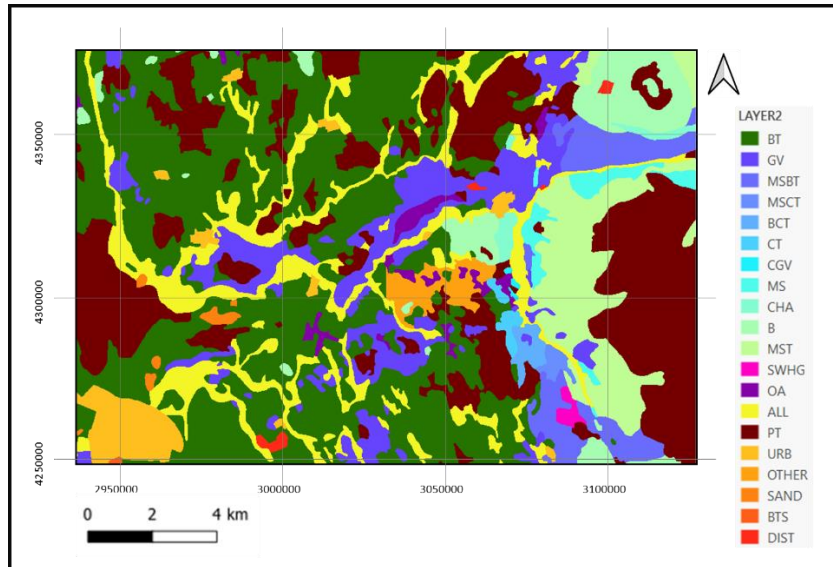 LAYER2
BT
GV
MSBT
MSCT
BCT
CT
CGV
MS
CHA
B
MST
SWHG
OA
ALL
PT
URB
OTHER
SAND
BTS
DIST
4350000
4300000
4250000
2950000
3000000
3050000
3100000
0
2
4 km